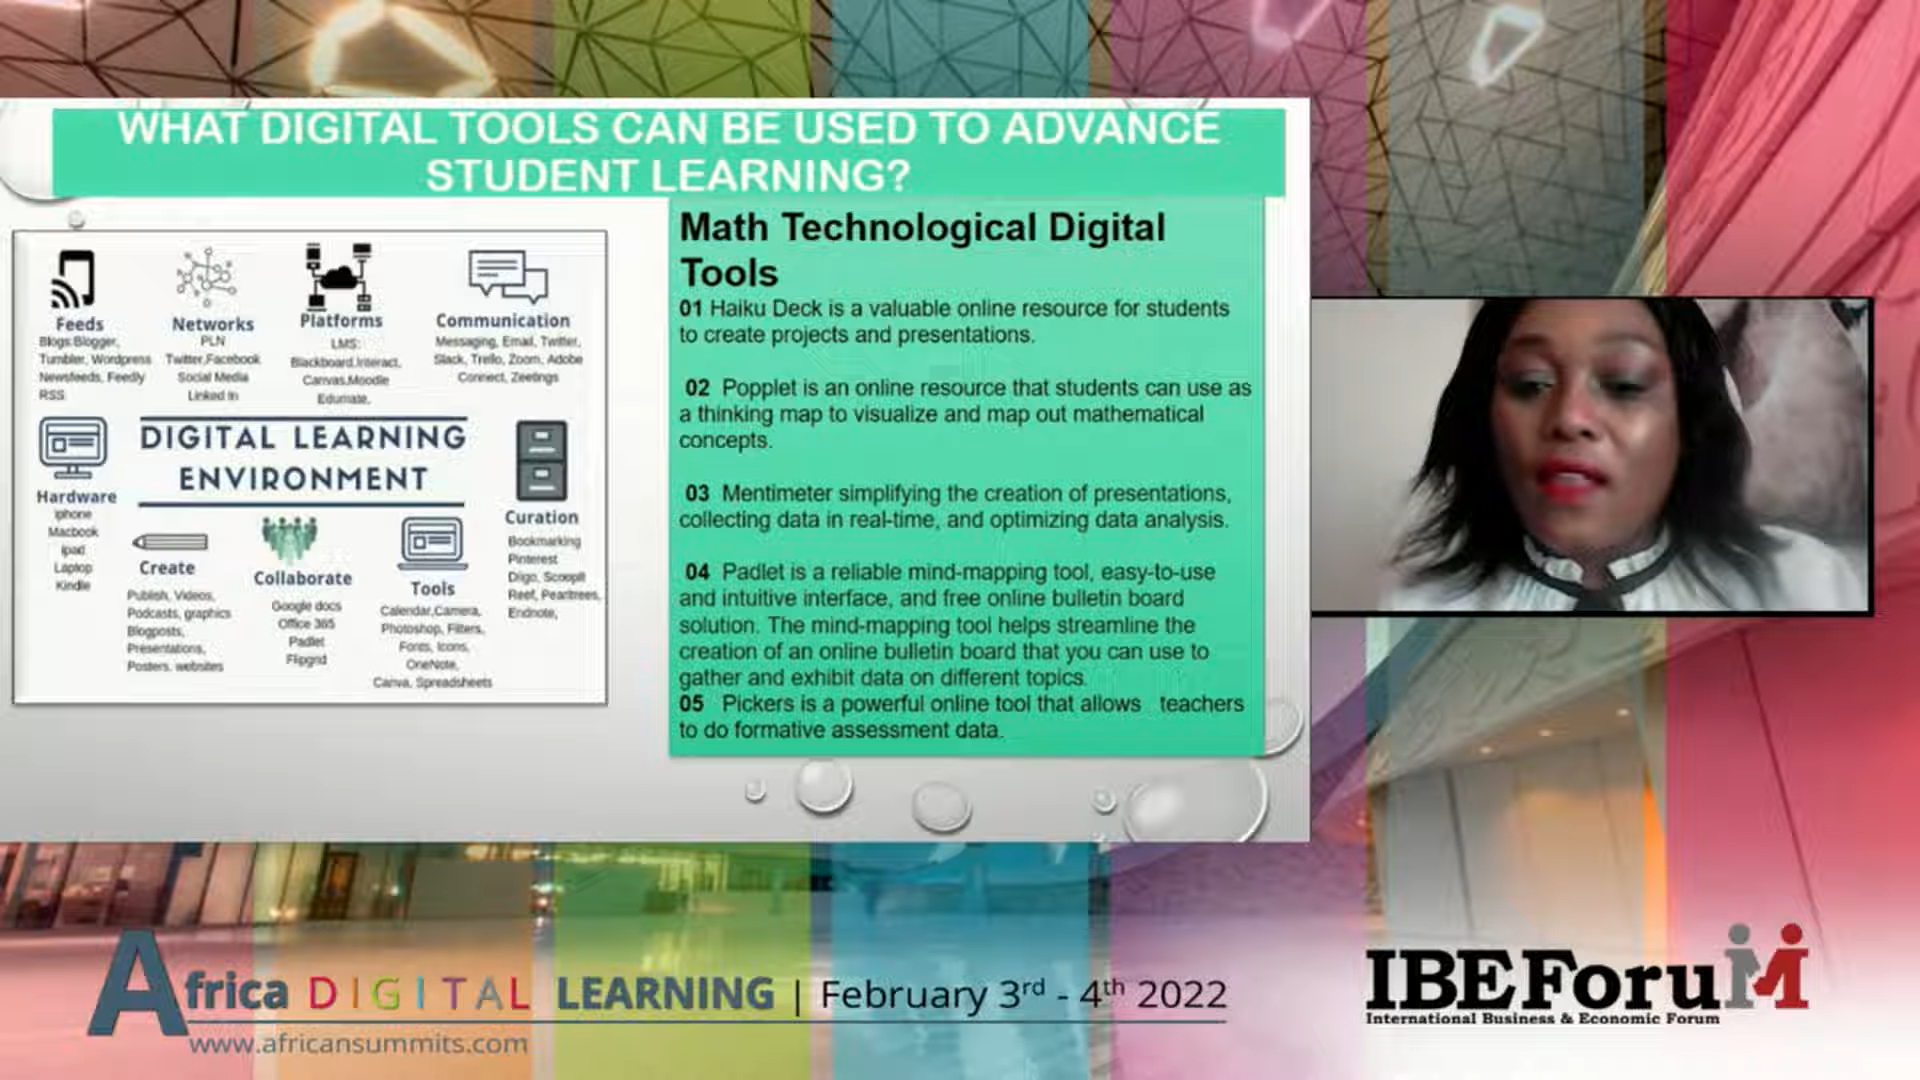 WHAT DIGITAL TOOLS CAN BE USED TO ADVANCE
STUDENT LEARNING?
Feeds
Blogs:Blogger,
Tumbler, Wordpress
Newsfeeds, Feedly
RSS
Networks
PLN
Twitter,Facebook
Social Media
Linked In
Platforms
LMS:
Blackboard,Interact,
Canvas,Moodle
Edumate,
Communication
Messaging, Email, Twitter,
Slack, Trello, Zoom, Adobe
Connect, Zeetings
DIGITAL LEARNING
ENVIRONMENT
Hardware
Iphone
Macbook
Ipad
Laptop
Kindle
Create
Publish, Videos,
Podcasts, graphics
Blogposts,
Presentations,
Posters, websites
Collaborate
Google docs
Office 365
Padlet
Flipgrid
Tools
Calendar,Camera,
Photoshop, Filters,
Fonts, Icons,
OneNote,
Canva, Spreadsheets
Curation
Bookmarking
Pinterest
Diigo, ScoopIt
Reef, Pearltrees,
Endnote,
Math Technological Digital
Tools
01 Haiku Deck is a valuable online resource for students
to create projects and presentations.
02 Popplet is an online resource that students can use as
a thinking map to visualize and map out mathematical
concepts.
03 Mentimeter simplifying the creation of presentations,
collecting data in real-time, and optimizing data analysis.
04 Padlet is a reliable mind-mapping tool, easy-to-use
and intuitive interface, and free online bulletin board
solution. The mind-mapping tool helps streamline the
creation of an online bulletin board that you can use to
gather and exhibit data on different topics.
05 Pickers is a powerful online tool that allows teachers
to do formative assessment data.
Africa DIGITAL LEARNING | February 3rd - 4th 2022
www.africansummits.com
IBEForuM
International Business & Economic Forum